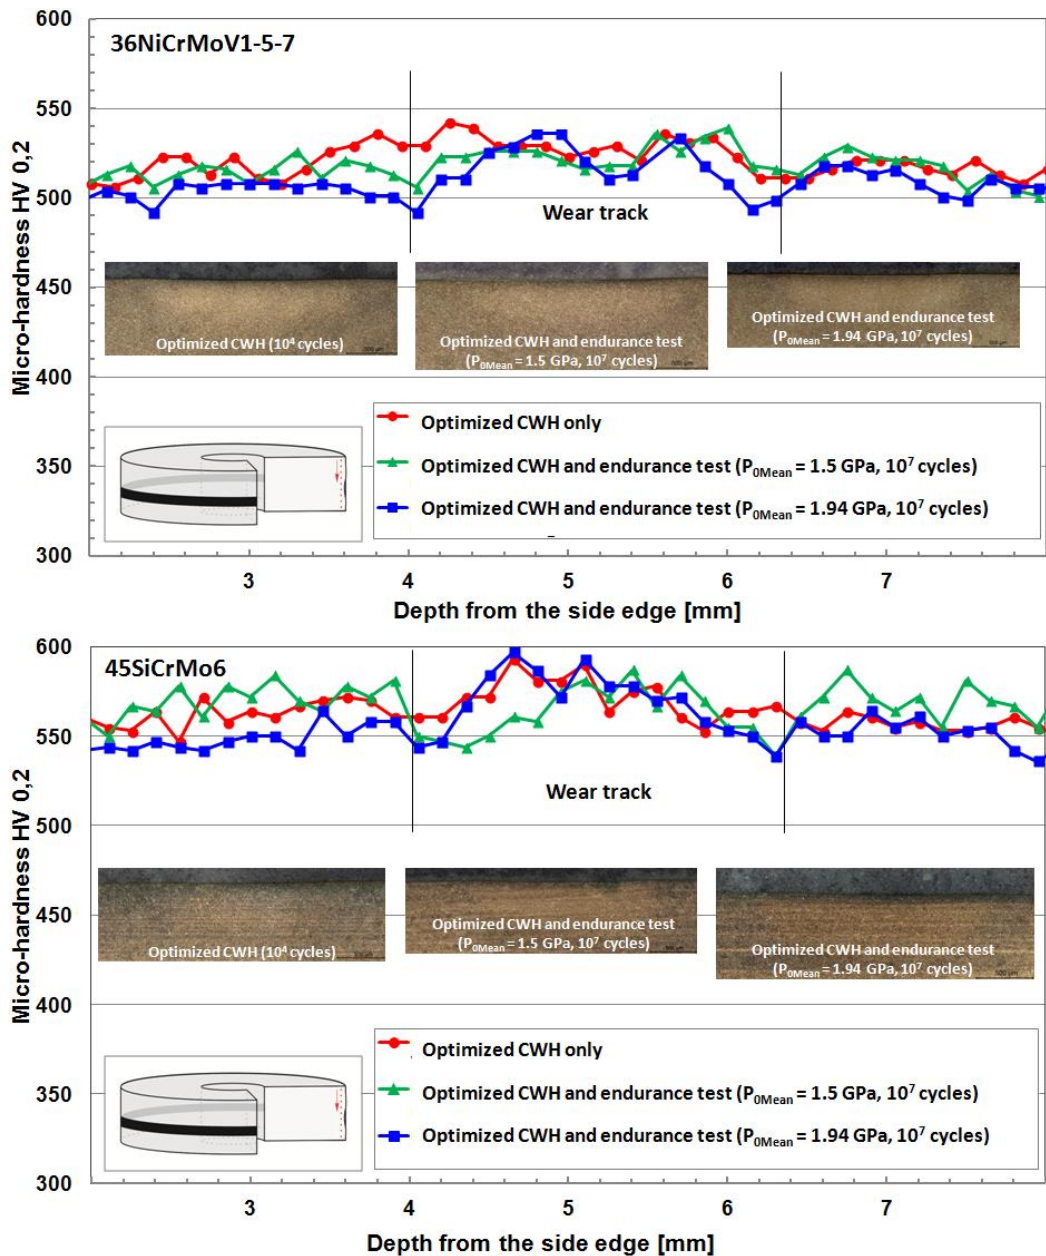 600
36NiCrMoV1-5-7
550
500
Wear track
450
Optimized CWH (10⁴ cycles)
Optimized CWH and endurance test
(P0Mean = 1.5 GPa, 10⁷ cycles)
Optimized CWH and endurance test
(P0Mean = 1.94 GPa, 10⁷ cycles)
400
Micro-hardness HV 0,2
Optimized CWH only
350
Optimized CWH and endurance test (P0Mean = 1.5 GPa, 10⁷ cycles)
Optimized CWH and endurance test (P0Mean = 1.94 GPa, 10⁷ cycles)
300
3 4 5 6 7
Depth from the side edge [mm]
600
45SiCrMo6
550
Wear track
500
450
Optimized CWH (10⁴ cycles)
Optimized CWH and endurance test
(P0Mean = 1.5 GPa, 10⁷ cycles)
Optimized CWH and endurance test
(P0Mean = 1.94 GPa, 10⁷ cycles)
500 µm
400
Micro-hardness HV 0,2
Optimized CWH only
350
Optimized CWH and endurance test (P0Mean = 1.5 GPa, 10⁷ cycles)
Optimized CWH and endurance test (P0Mean = 1.94 GPa, 10⁷ cycles)
300
3 4 5 6 7
Depth from the side edge [mm]